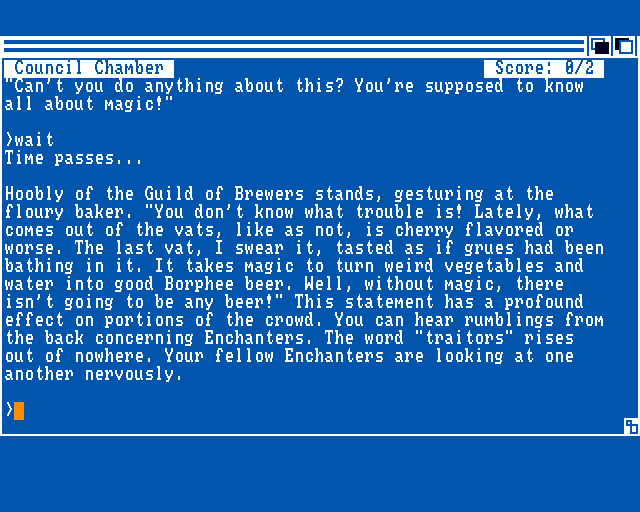 Council Chamber Score: 0/2
"Can't you do anything about this? You're supposed to know
all about magic!"
>wait
Time passes...
Hoobly of the Guild of Brewers stands, gesturing at the
floury baker. "You don't know what trouble is! Lately, what
comes out of the vats, like as not, is cherry flavored or
worse. The last vat, I swear it, tasted as if grues had been
bathing in it. It takes magic to turn weird vegetables and
water into good Borphee beer. Well, without magic, there
isn't going to be any beer!" This statement has a profound
effect on portions of the crowd. You can hear rumblings from
the back concerning Enchanters. The word "traitors" rises
out of nowhere. Your fellow Enchanters are looking at one
another nervously.
>